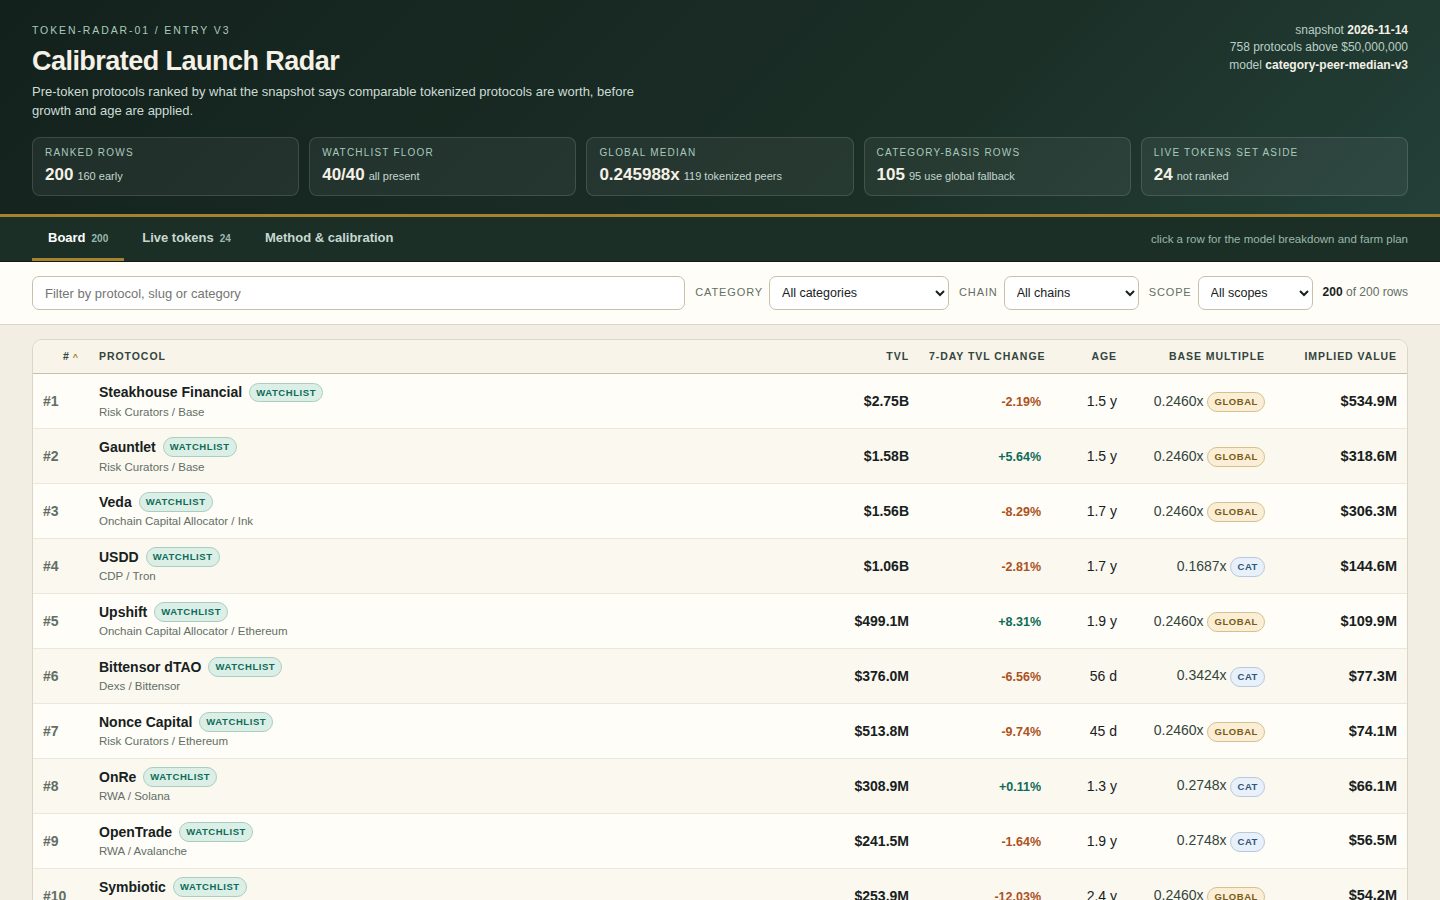 TOKEN-RADAR-01 / ENTRY V3
Calibrated Launch Radar
Pre-token protocols ranked by what the snapshot says comparable tokenized protocols are worth, before
growth and age are applied.
snapshot 2026-11-14
758 protocols above $50,000,000
model category-peer-median-v3
RANKED ROWS
200 160 early
WATCHLIST FLOOR
40/40 all present
GLOBAL MEDIAN
0.245988x 119 tokenized peers
CATEGORY-BASIS ROWS
105 95 use global fallback
LIVE TOKENS SET ASIDE
24 not ranked
Board 200 Live tokens 24 Method & calibration click a row for the model breakdown and farm plan
Filter by protocol, slug or category CATEGORY All categories CHAIN All chains SCOPE All scopes 200 of 200 rows
# ^ PROTOCOL TVL 7-DAY TVL CHANGE AGE BASE MULTIPLE IMPLIED VALUE
#1 Steakhouse Financial WATCHLIST $2.75B -2.19% 1.5 y 0.2460x GLOBAL $534.9M
Risk Curators / Base
#2 Gauntlet WATCHLIST $1.58B +5.64% 1.5 y 0.2460x GLOBAL $318.6M
Risk Curators / Base
#3 Veda WATCHLIST $1.56B -8.29% 1.7 y 0.2460x GLOBAL $306.3M
Onchain Capital Allocator / Ink
#4 USDD WATCHLIST $1.06B -2.81% 1.7 y 0.1687x CAT $144.6M
CDP / Tron
#5 Upshift WATCHLIST $499.1M +8.31% 1.9 y 0.2460x GLOBAL $109.9M
Onchain Capital Allocator / Ethereum
#6 Bittensor dTAO WATCHLIST $376.0M -6.56% 56 d 0.3424x CAT $77.3M
Dexs / Bittensor
#7 Nonce Capital WATCHLIST $513.8M -9.74% 45 d 0.2460x GLOBAL $74.1M
Risk Curators / Ethereum
#8 OnRe WATCHLIST $308.9M +0.11% 1.3 y 0.2748x CAT $66.1M
RWA / Solana
#9 OpenTrade WATCHLIST $241.5M -1.64% 1.9 y 0.2748x CAT $56.5M
RWA / Avalanche
#10 Symbiotic WATCHLIST $253.9M -12.03% 2.4 y 0.2460x GLOBAL $54.2M